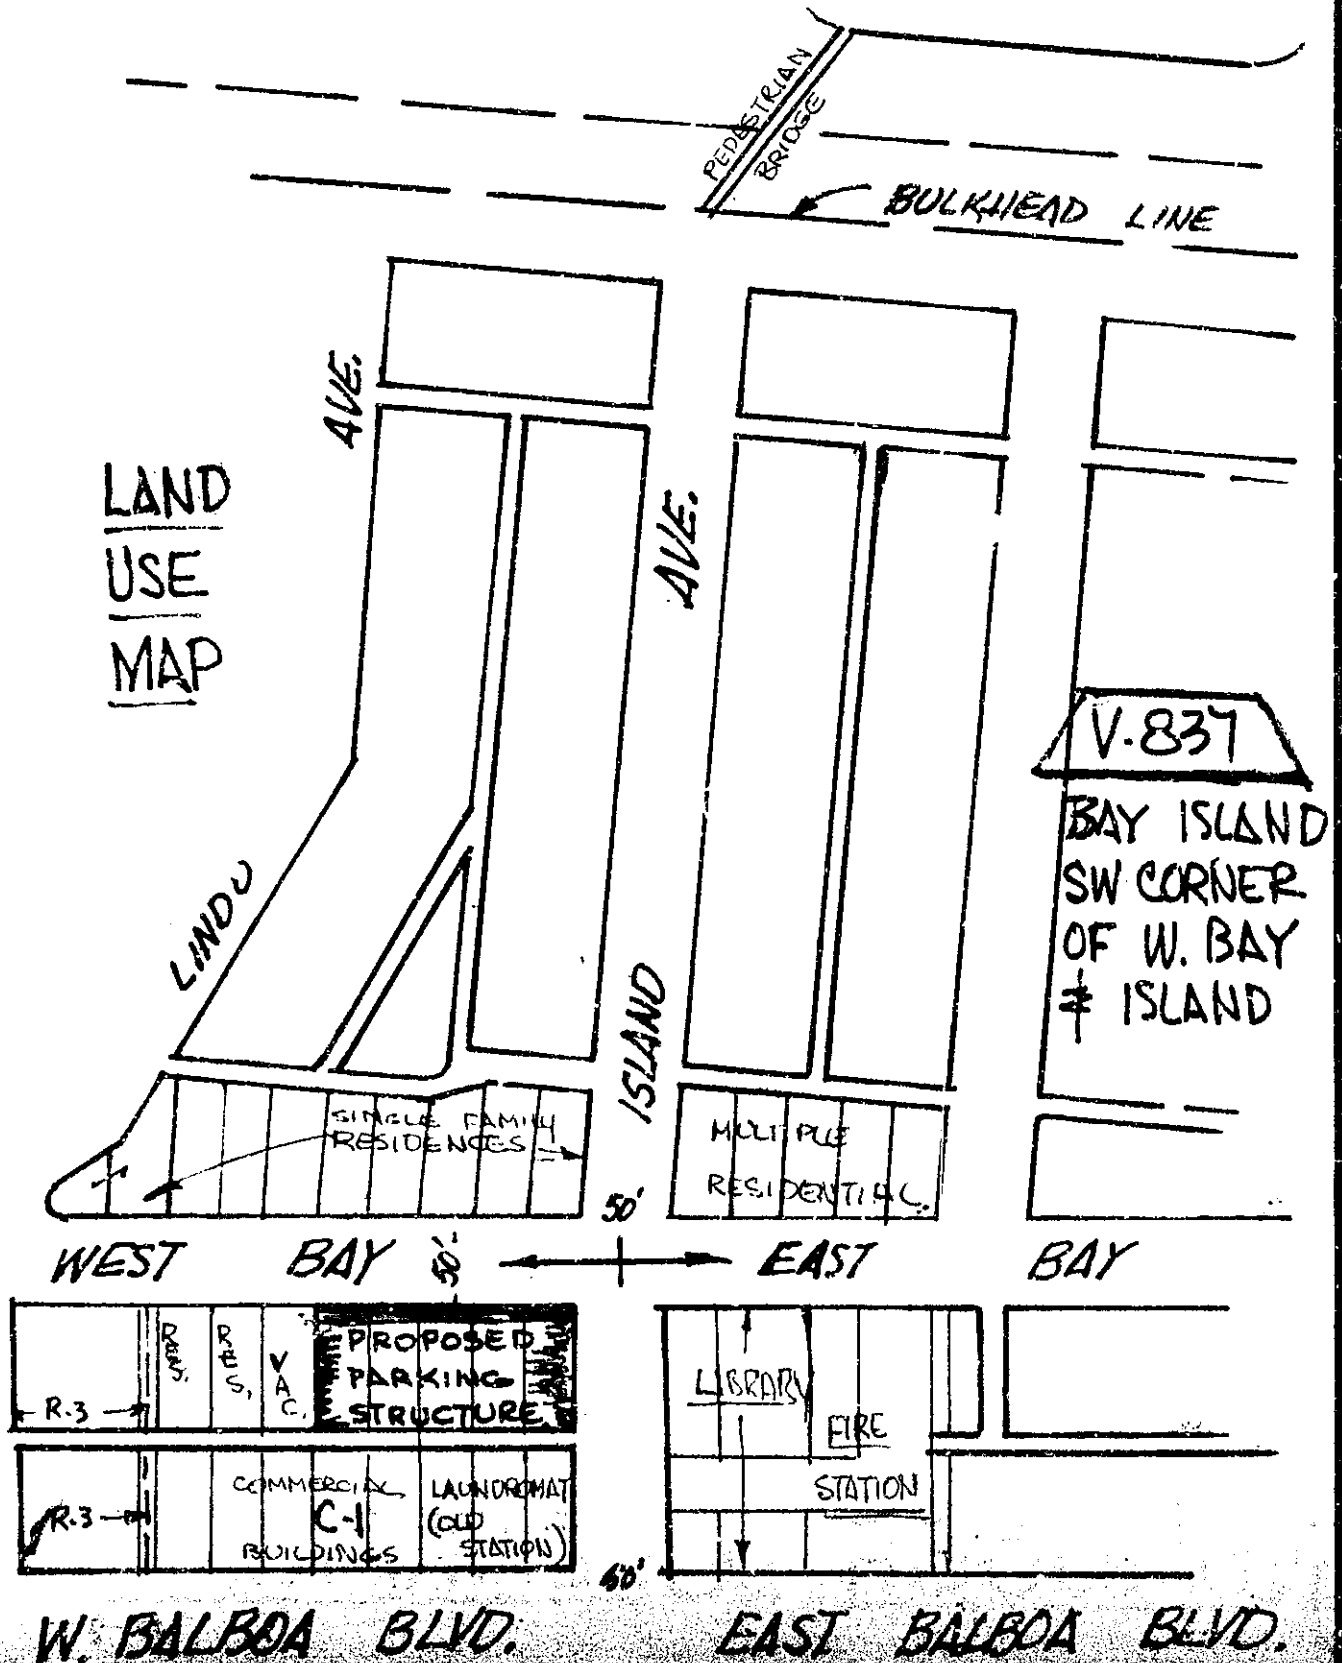 PEDESTRIAN
BRIDGE
BULKHEAD LINE
AVE.
LAND
USE
MAP
AVE.
V-837
BAY ISLAND
SW CORNER
OF W. BAY
& ISLAND
LINDO
ISLAND
SINGLE FAMILY
RESIDENCES
MULTIPLE
RESIDENTIAL.
50'
WEST BAY 50' EAST BAY
R-3
RES.
RES,
VAC.
PROPOSED
PARKING
STRUCTURE
LIBRARY
FIRE
STATION
R-3
COMMERCIAL
C-1
BUILDINGS
LAUNDROMAT
(OLD
STATION)
60'
W. BALBOA BLVD. EAST BALBOA BLVD.